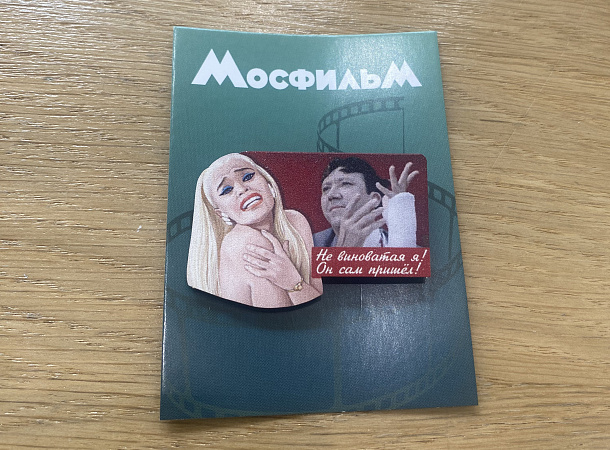 Мосфильм
Не виноватая я!
Он сам пришёл!